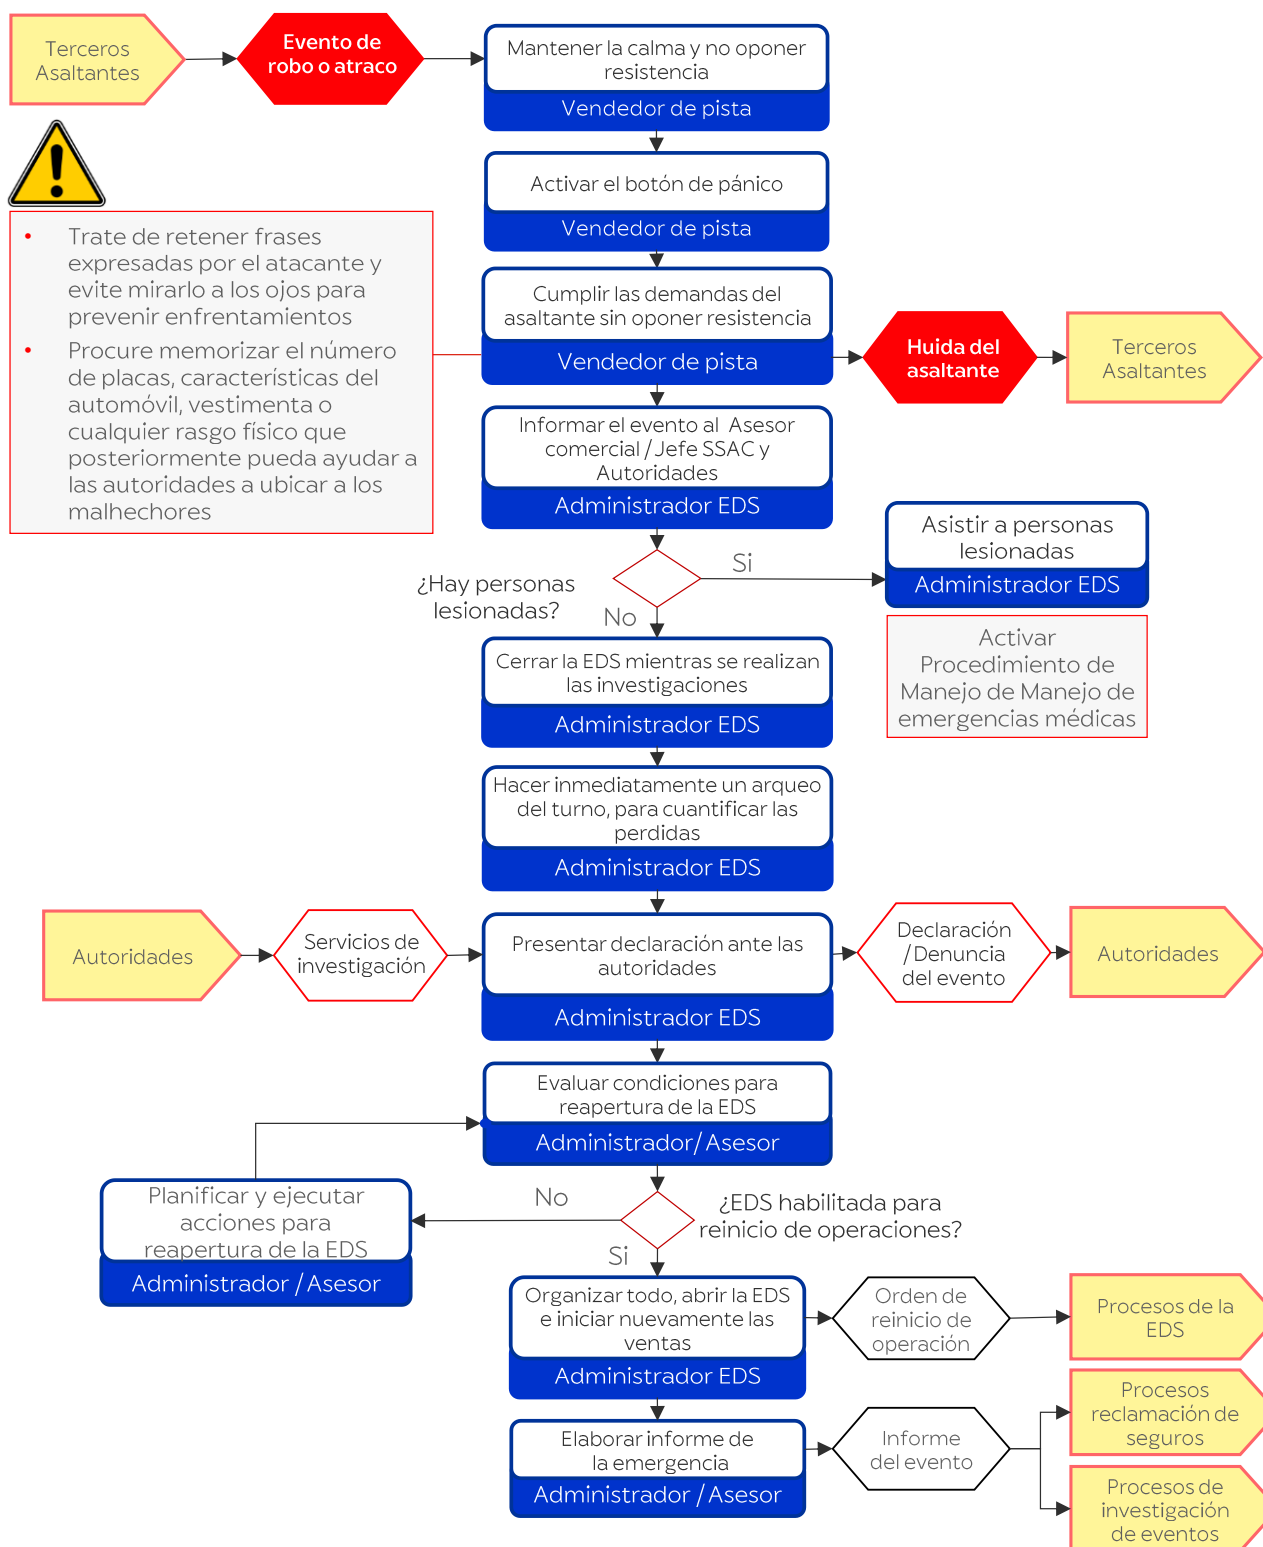 Terceros
Asaltantes
Evento de
robo o atraco
Mantener la calma y no oponer
resistencia
Vendedor de pista
Activar el botón de pánico
Vendedor de pista
• Trate de retener frases
expresadas por el atacante y
evite mirarlo a los ojos para
prevenir enfrentamientos
• Procure memorizar el número
de placas, características del
automóvil, vestimenta o
cualquier rasgo físico que
posteriormente pueda ayudar a
las autoridades a ubicar a los
malhechores
Cumplir las demandas del
asaltante sin oponer resistencia
Vendedor de pista
Huida del
asaltante
Terceros
Asaltantes
Informar el evento al Asesor
comercial /Jefe SSAC y
Autoridades
Administrador EDS
¿Hay personas
lesionadas?
Si
Asistir a personas
lesionadas
Administrador EDS
Activar
Procedimiento de
Manejo de Manejo de
emergencias médicas
No
Cerrar la EDS mientras se realizan
las investigaciones
Administrador EDS
Hacer inmediatamente un arqueo
del turno, para cuantificar las
perdidas
Administrador EDS
Autoridades
Servicios de
investigación
Presentar declaración ante las
autoridades
Administrador EDS
Declaración
/Denuncia
del evento
Autoridades
Evaluar condiciones para
reapertura de la EDS
Administrador/Asesor
Planificar y ejecutar
acciones para
reapertura de la EDS
Administrador /Asesor
No
¿EDS habilitada para
reinicio de operaciones?
Si
Organizar todo, abrir la EDS
e iniciar nuevamente las
ventas
Administrador EDS
Orden de
reinicio de
operación
Procesos de la
EDS
Elaborar informe de
la emergencia
Administrador /Asesor
Informe
del evento
Procesos
reclamación de
seguros
Procesos de
investigación
de eventos